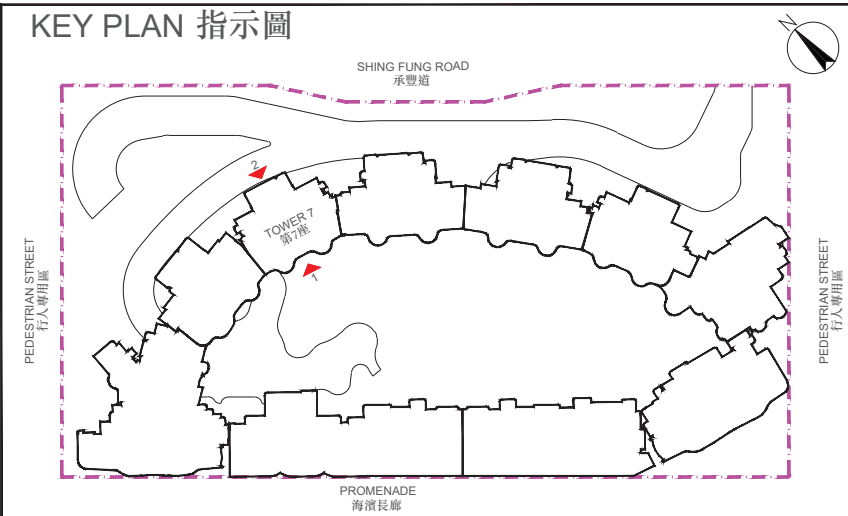 KEY PLAN 指示圖
N
SHING FUNG ROAD
承豐道
2
TOWER 7
第7座
1
PEDESTRIAN STREET
行人專用區
PEDESTRIAN STREET
行人專用區
PROMENADE
海濱長廊